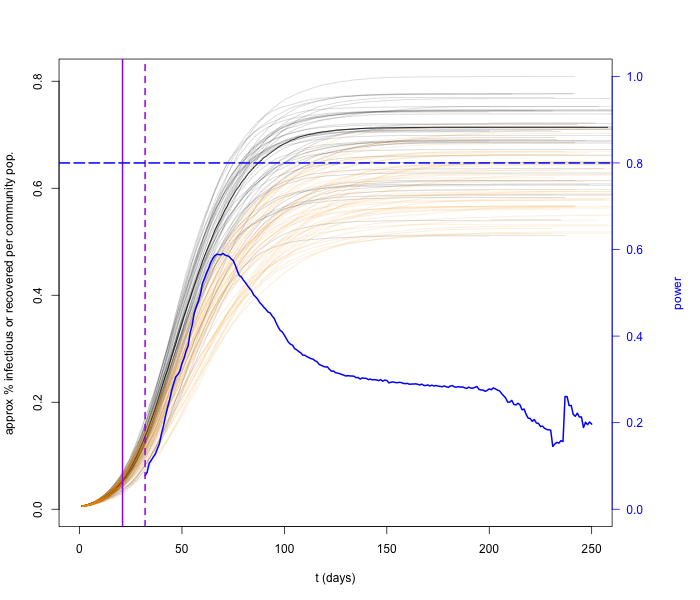 approx % infectious or recovered per community pop.
0.8
0.6
0.4
0.2
0.0
1.0
0.8
0.6
0.4
0.2
0.0
power
0 50 100 150 200 250
t (days)